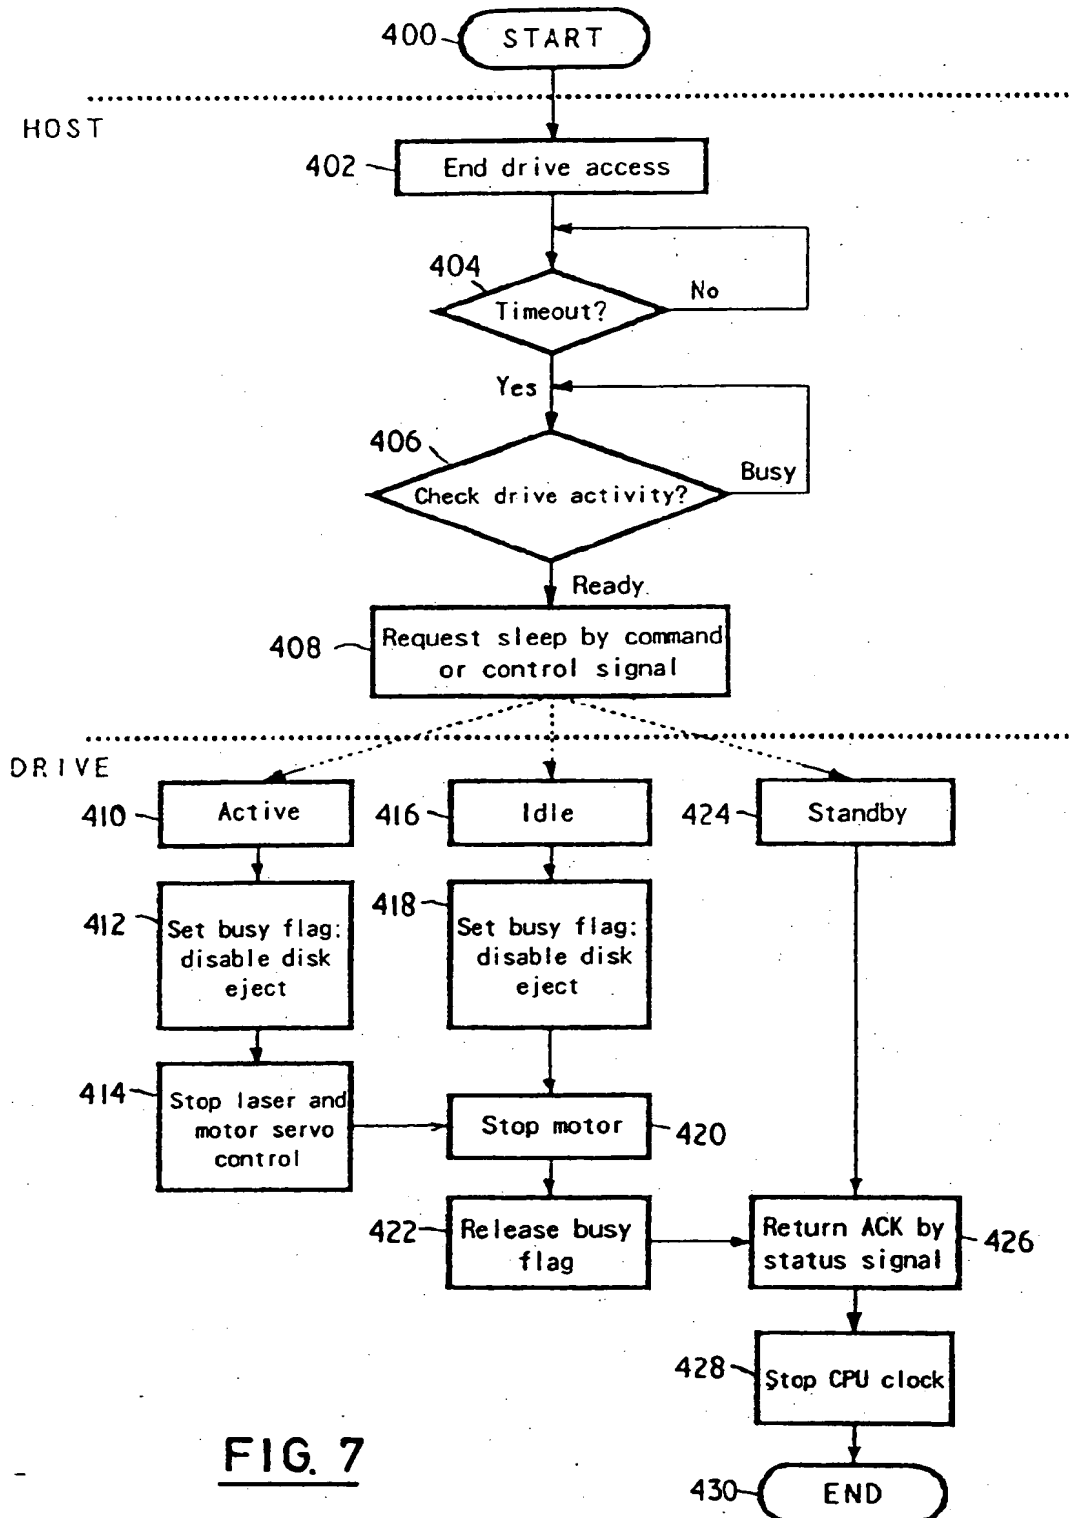 400
START
HOST
402
End drive access
404
Timeout?
No
Yes
406
Check drive activity?
Busy
Ready
408
Request sleep by command
or control signal
DRIVE
410
Active
416
Idle
424
Standby
412
Set busy flag:
disable disk
eject
418
Set busy flag:
disable disk
eject
414
Stop laser and
motor servo
control
Stop motor
420
422
Release busy
flag
Return ACK by
status signal
426
428
Stop CPU clock
430
END
FIG. 7